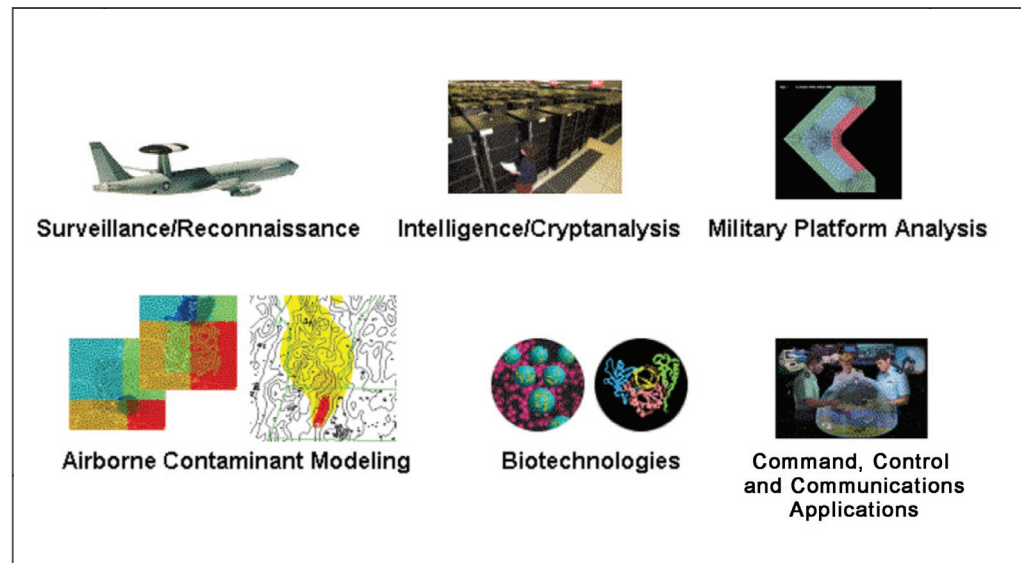 Surveillance/Reconnaissance
Intelligence/Cryptanalysis
Military Platform Analysis
Airborne Contaminant Modeling
Biotechnologies
Command, Control
and Communications
Applications